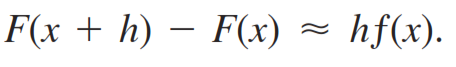 F(x + h) − F(x) ≈ hf(x).